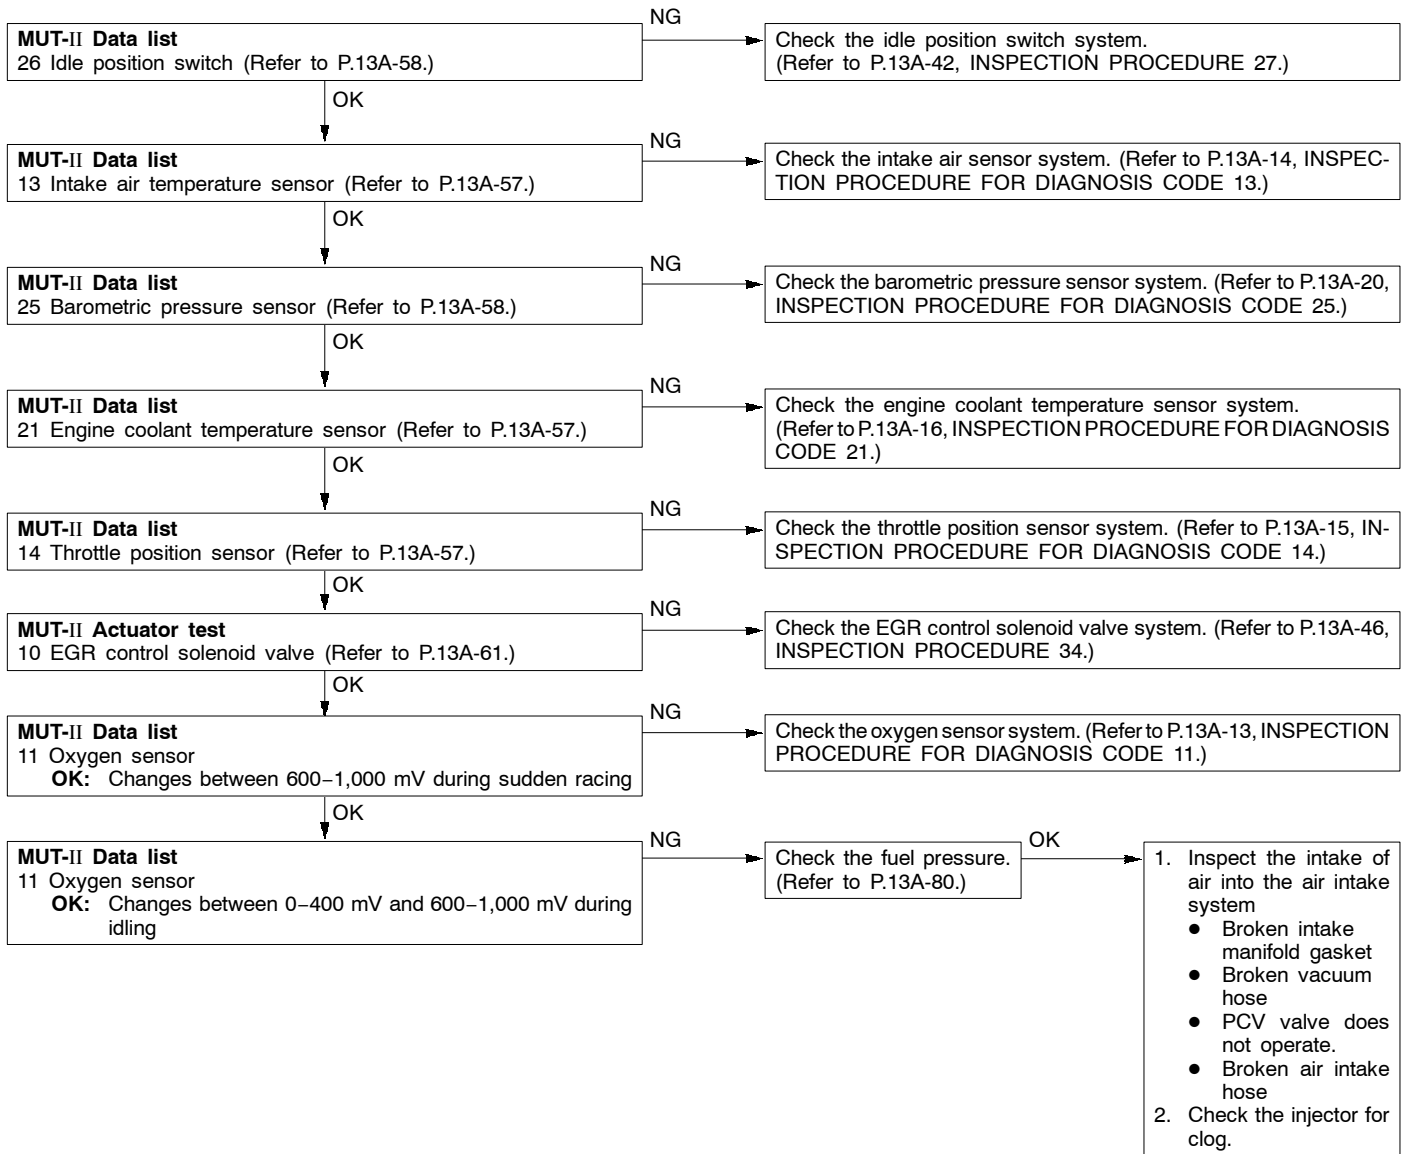 NG
MUT-II Data list
26 Idle position switch (Refer to P.13A-58.)
Check the idle position switch system.
(Refer to P.13A-42, INSPECTION PROCEDURE 27.)
OK
NG
MUT-II Data list
13 Intake air temperature sensor (Refer to P.13A-57.)
Check the intake air sensor system. (Refer to P.13A-14, INSPEC-
TION PROCEDURE FOR DIAGNOSIS CODE 13.)
OK
NG
MUT-II Data list
25 Barometric pressure sensor (Refer to P.13A-58.)
Check the barometric pressure sensor system. (Refer to P.13A-20,
INSPECTION PROCEDURE FOR DIAGNOSIS CODE 25.)
OK
NG
MUT-II Data list
21 Engine coolant temperature sensor (Refer to P.13A-57.)
Check the engine coolant temperature sensor system.
(Refer to P.13A-16, INSPECTION PROCEDURE FOR DIAGNOSIS
CODE 21.)
OK
NG
MUT-II Data list
14 Throttle position sensor (Refer to P.13A-57.)
Check the throttle position sensor system. (Refer to P.13A-15, IN-
SPECTION PROCEDURE FOR DIAGNOSIS CODE 14.)
OK
NG
MUT-II Actuator test
10 EGR control solenoid valve (Refer to P.13A-61.)
Check the EGR control solenoid valve system. (Refer to P.13A-46,
INSPECTION PROCEDURE 34.)
OK
NG
MUT-II Data list
11 Oxygen sensor
OK: Changes between 600–1,000 mV during sudden racing
Check the oxygen sensor system. (Refer to P.13A-13, INSPECTION
PROCEDURE FOR DIAGNOSIS CODE 11.)
OK
NG
MUT-II Data list
11 Oxygen sensor
OK: Changes between 0–400 mV and 600–1,000 mV during
idling
Check the fuel pressure.
(Refer to P.13A-80.)
OK
1. Inspect the intake of
air into the air intake
system
● Broken intake
manifold gasket
● Broken vacuum
hose
● PCV valve does
not operate.
● Broken air intake
hose
2. Check the injector for
clog.